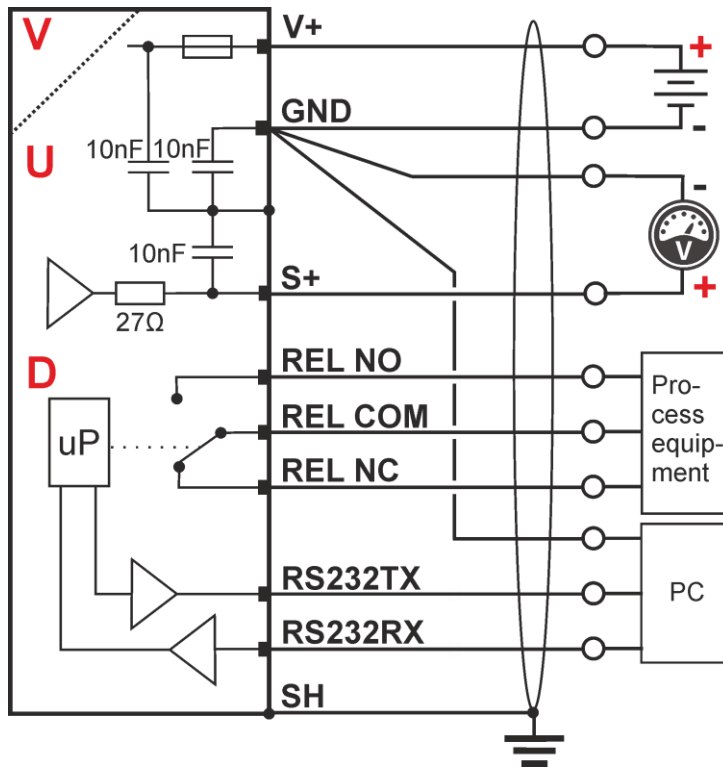 V
V+
+
GND
10nF 10nF
-
U
-
10nF
V
S+
+
27Ω
D
REL NO
Pro-
cess
equip-
ment
REL COM
uP
REL NC
RS232TX
PC
RS232RX
SH